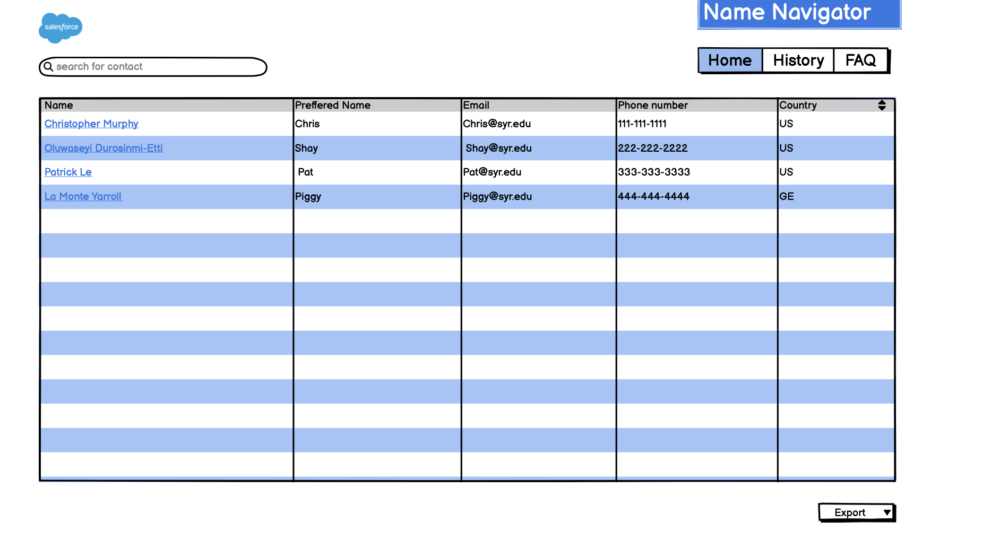 Name Navigator
salesforce
search for contact
Home History FAQ
Name Preffered Name Email Phone number Country
Christopher Murphy Chris Chris@syr.edu 111-111-1111 US
Oluwaseyi Durosinmi-Etti Shay Shay@syr.edu 222-222-2222 US
Patrick Le Pat Pat@syr.edu 333-333-3333 US
La Monte Yarroll Piggy Piggy@syr.edu 444-444-4444 GE
Export